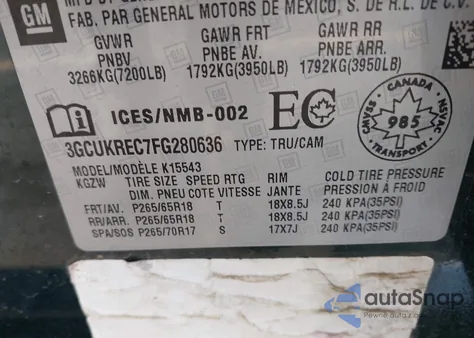 GM
FAB. PAR GENERAL MOTORS DE MEXICO, S. DE R.L. DE C.V.
GVWR GAWR FRT GAWR RR
PNBV PNBE AV. PNBE ARR.
3266KG(7200LB) 1792KG(3950LB) 1792KG(3950LB)
ICES/NMB-002 EC CANADA 985 CMVSS NSVAC
3GCUKREC7FG280636 TYPE: TRU/CAM
MODEL/MODÈLE K15543
KGZW TIRE SIZE SPEED RTG RIM COLD TIRE PRESSURE
DIM. PNEU COTE VITESSE JANTE PRESSION À FROID
FRT/AV. P265/65R18 T 18X8.5J 240 KPA(35PSI)
RR/ARR. P265/65R18 T 18X8.5J 240 KPA(35PSI)
SPA/SOS P265/70R17 S 17X7J 240 KPA(35PSI)
autoSnap
Pewne auta z